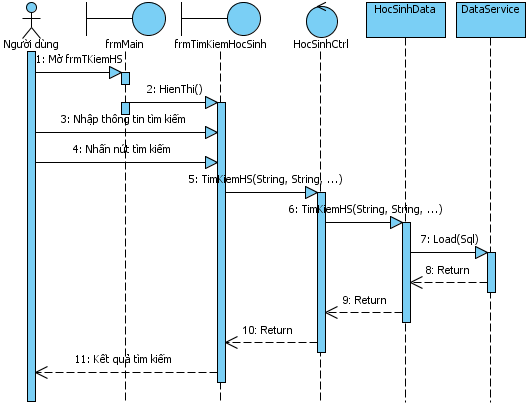 HocSinhData
DataService
Người dùng
frmMain
frmTimKiemHocSinh
HocSinhCtrl
1: Mở frmTKiemHS
2: HienThi()
3: Nhập thông tin tìm kiếm
4: Nhấn nút tìm kiếm
5: TimKiemHS(String, String, ...)
6: TimKiemHS(String, String, ...)
7: Load(Sql)
8: Return
9: Return
10: Return
11: Kết quả tìm kiếm